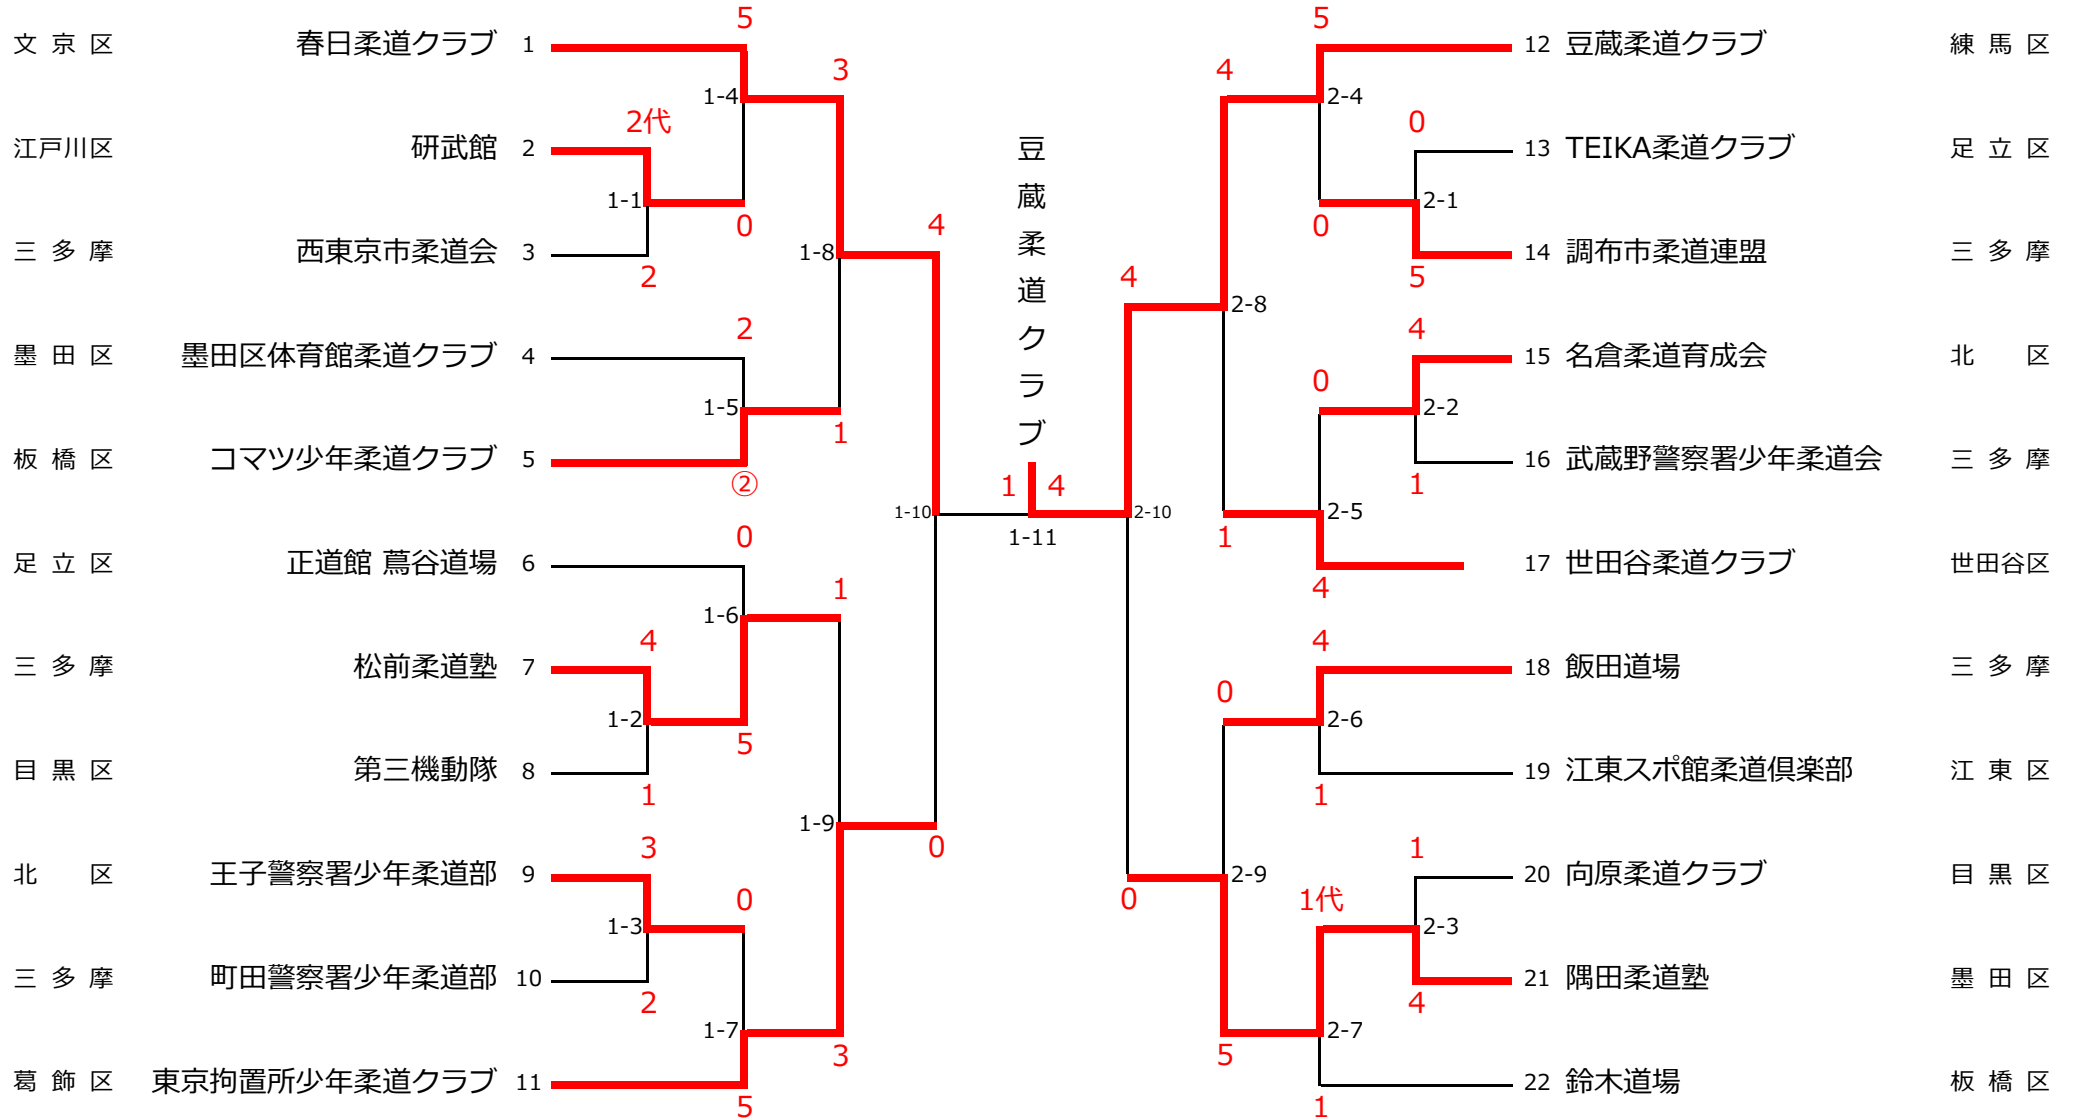 5
5
文京区 春日柔道クラブ 1
12 豆蔵柔道クラブ 練馬区
3
4
1-4
2-4
2代
0
江戸川区 研武館 2
13 TEIKA柔道クラブ 足立区
豆蔵柔道クラブ
1-1
2-1
0
4
0
三多摩 西東京市柔道会 3
1-8
14 調布市柔道連盟 三多摩
2
4
5
2-8
2
4
墨田区 墨田区体育館柔道クラブ 4
15 名倉柔道育成会 北区
0
1-5
2-2
1
板橋区 コマツ少年柔道クラブ 5
16 武蔵野警察署少年柔道会 三多摩
②
1 4
1
1-10
2-10
2-5
0
1-11
1
足立区 正道館 蔦谷道場 6
17 世田谷柔道クラブ 世田谷区
1
4
1-6
4
4
三多摩 松前柔道塾 7
18 飯田道場 三多摩
0
1-2
2-6
5
目黒区 第三機動隊 8
19 江東スポ館柔道倶楽部 江東区
1
1
1-9
3
0
1
北区 王子警察署少年柔道部 9
2-9
20 向原柔道クラブ 目黒区
0
0
1代
1-3
2-3
三多摩 町田警察署少年柔道部 10
21 隅田柔道塾 墨田区
2
4
1-7
2-7
3
5
葛飾区 東京拘置所少年柔道クラブ 11
22 鈴木道場 板橋区
5
1